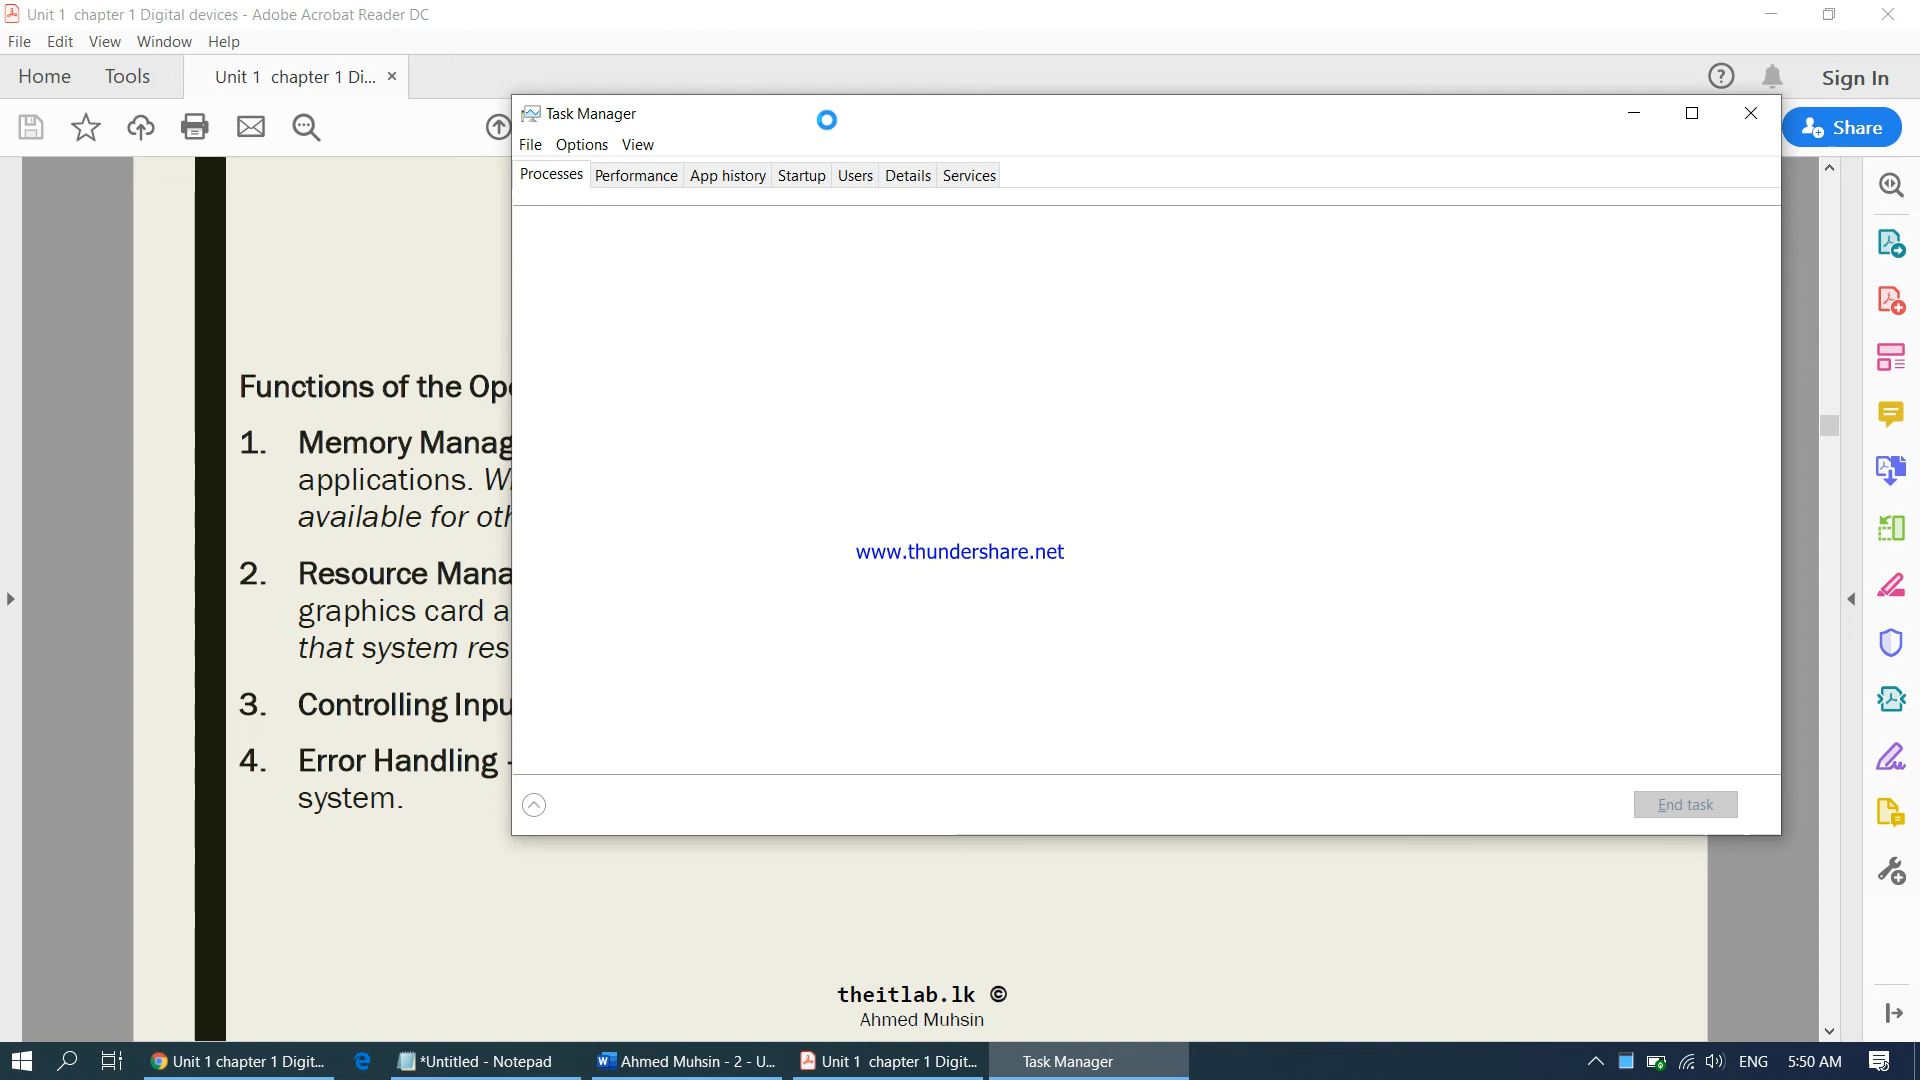 Unit 1  chapter 1 Digital devices - Adobe Acrobat Reader DC
File Edit View Window Help
Home Tools Unit 1  chapter 1 Di... Sign In
Share
Task Manager
File Options View
Processes Performance App history Startup Users Details Services
Functions of the Op
1. Memory Manag
applications. W
available for oth
2. Resource Mana
graphics card a
that system res
3. Controlling Inpu
4. Error Handling -
system.
www.thundershare.net
End task
theitlab.lk ©
Ahmed Muhsin
Unit 1 chapter 1 Digit... *Untitled - Notepad Ahmed Muhsin - 2 - U... Unit 1  chapter 1 Digit... Task Manager ENG 5:50 AM